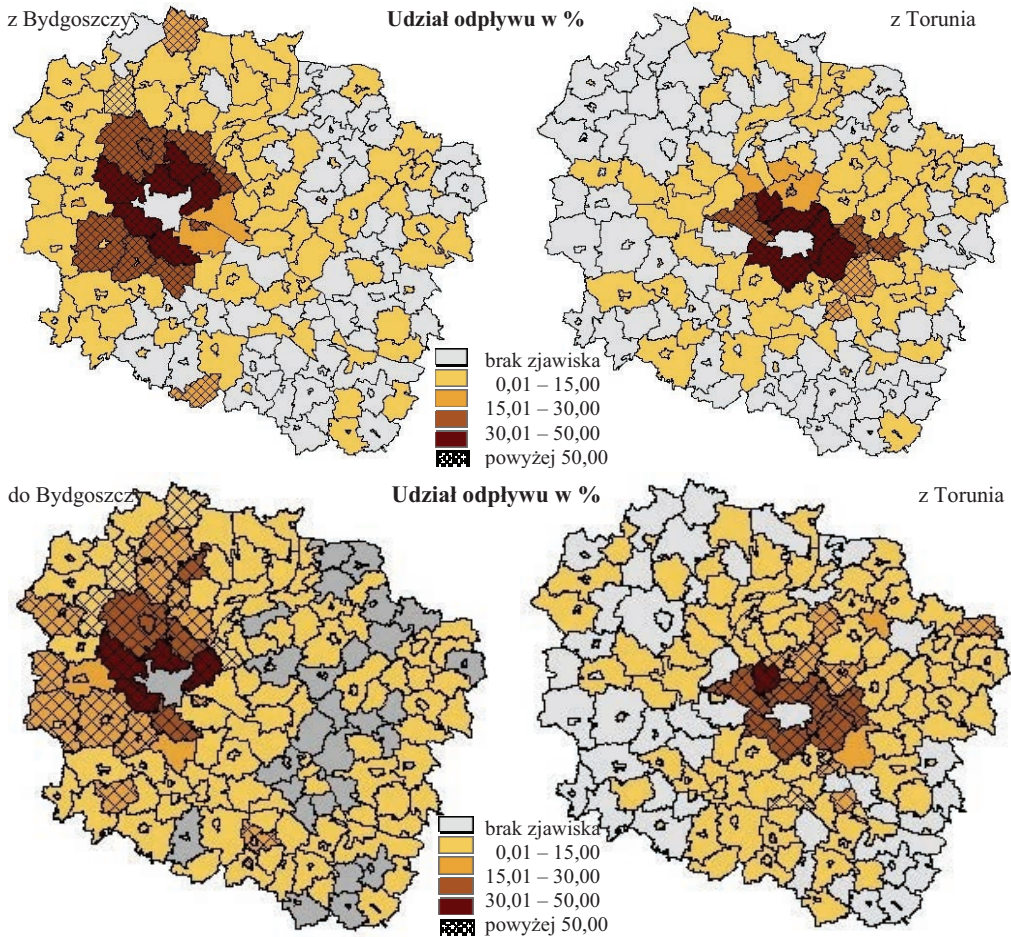 z Bydgoszczy
Udział odpływu w %
z Torunia
brak zjawiska
0,01 – 15,00
15,01 – 30,00
30,01 – 50,00
powyżej 50,00
do Bydgoszczy
Udział odpływu w %
z Torunia
brak zjawiska
0,01 – 15,00
15,01 – 30,00
30,01 – 50,00
powyżej 50,00